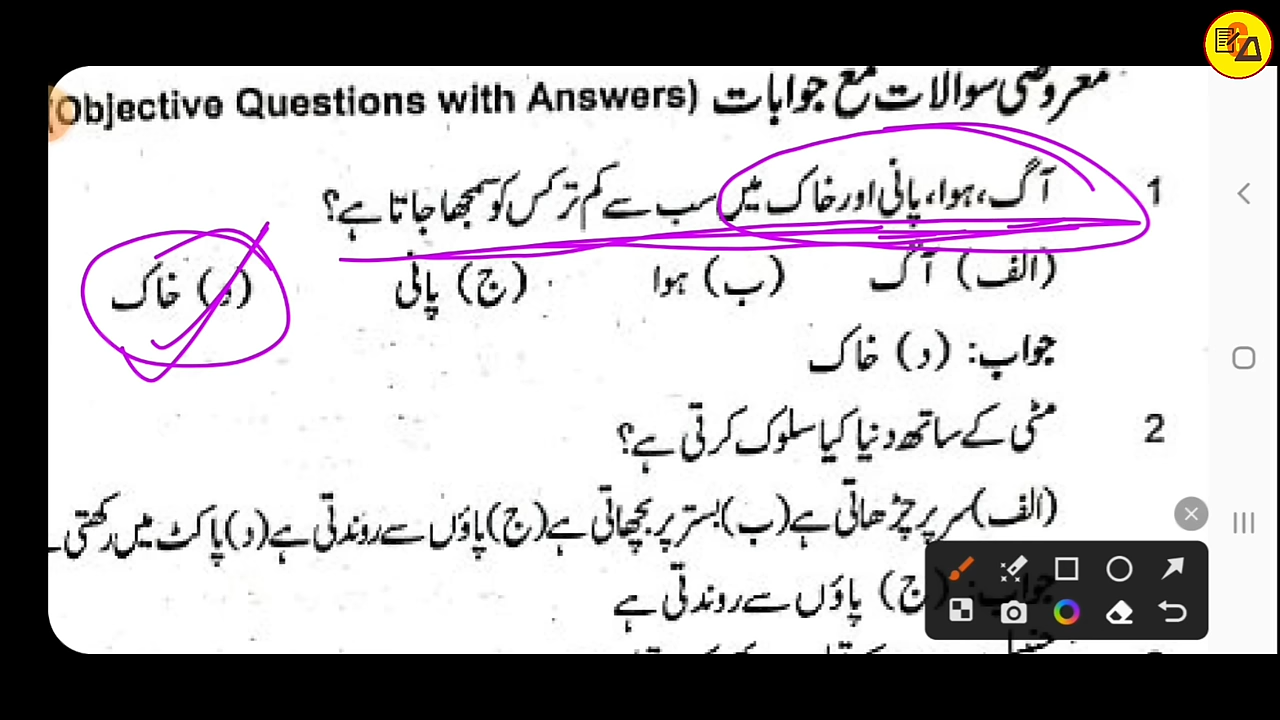 معروضی سوالات مع جوابات (Objective Questions with Answers)
1 آگ، ہوا، پانی اور خاک میں سب سے کم تر کس کو سمجھا جاتا ہے؟
(الف) آگ (ب) ہوا (ج) پانی (د) خاک
جواب: (د) خاک
2 مٹی کے ساتھ دنیا کیا سلوک کرتی ہے؟
(الف) سر پر چڑھاتی ہے (ب) بستر پر بچھاتی ہے (ج) پاؤں سے روندتی ہے (د) پاکٹ میں رکھتی
جواب: (ج) پاؤں سے روندتی ہے